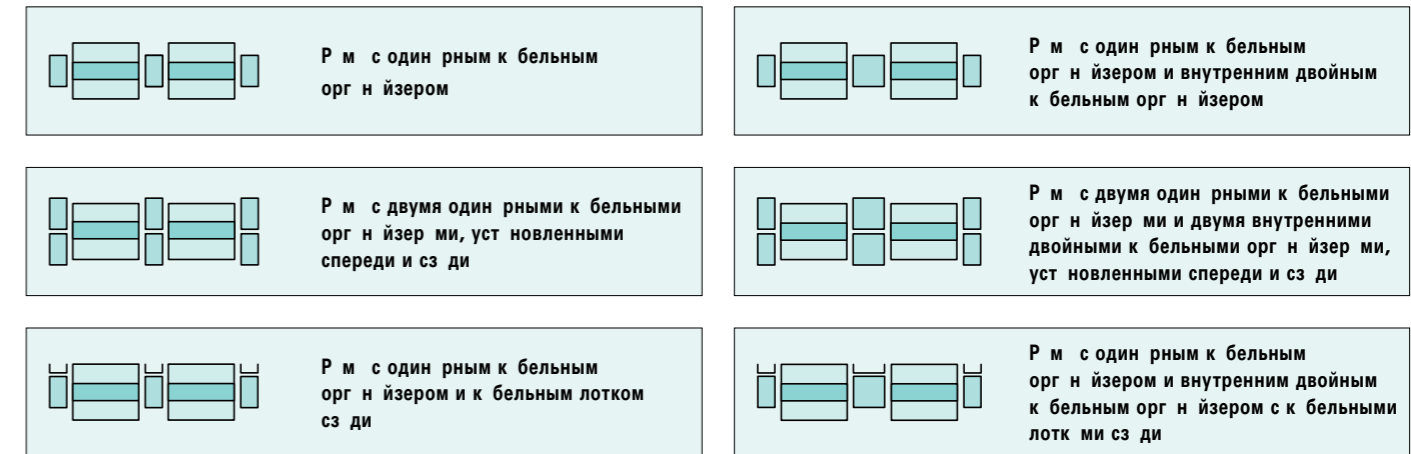 Р м с один рным к бельным
орг н йзером
Р м с один рным к бельным
орг н йзером и внутренним двойным
к бельным орг н йзером
Р м с двумя один рными к бельными
орг н йзер ми, уст новленными
спереди и сз ди
Р м с двумя один рными к бельными
орг н йзер ми и двумя внутренними
двойными к бельными орг н йзер ми,
уст новленными спереди и сз ди
Р м с один рным к бельным
орг н йзером и к бельным лотком
сз ди
Р м с один рным к бельным
орг н йзером и внутренним двойным
к бельным орг н йзером с к бельными
лотк ми сз ди